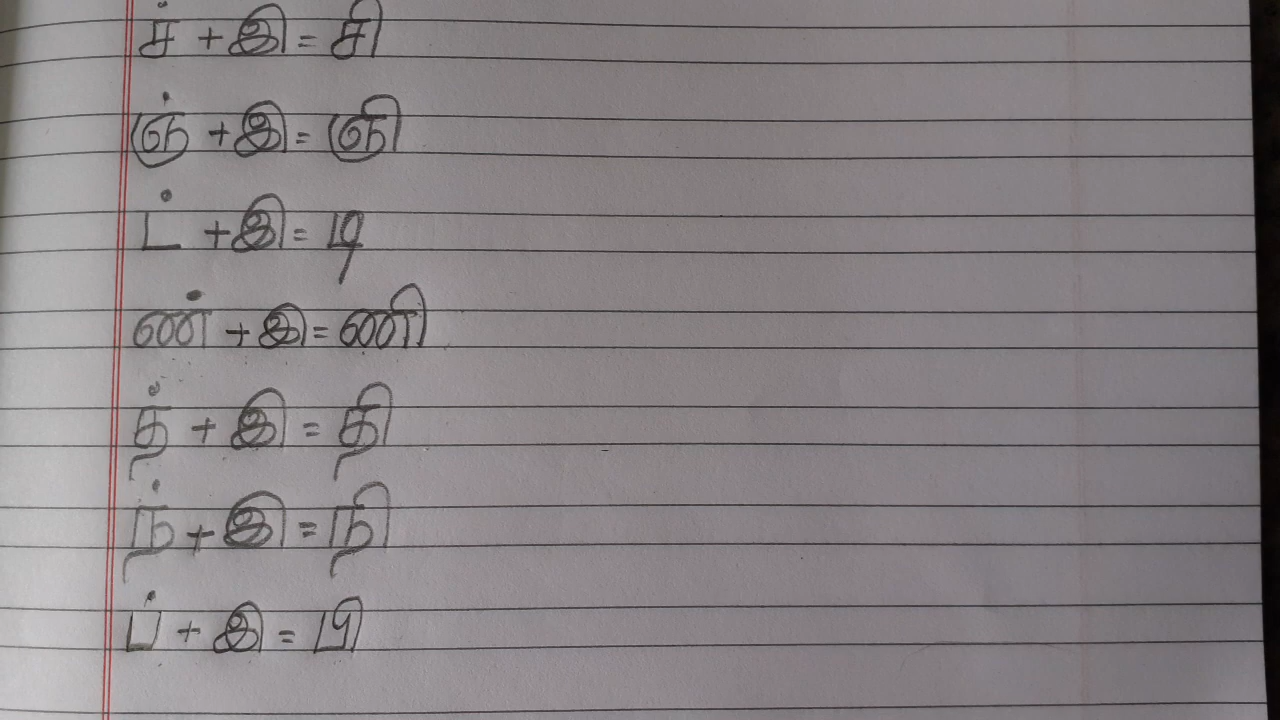 ச் + இ = சி
ஞ் + இ = ஞி
ட் + இ = டி
ண் + இ = ணி
த் + இ = தி
ந் + இ = நி
ப் + இ = பி